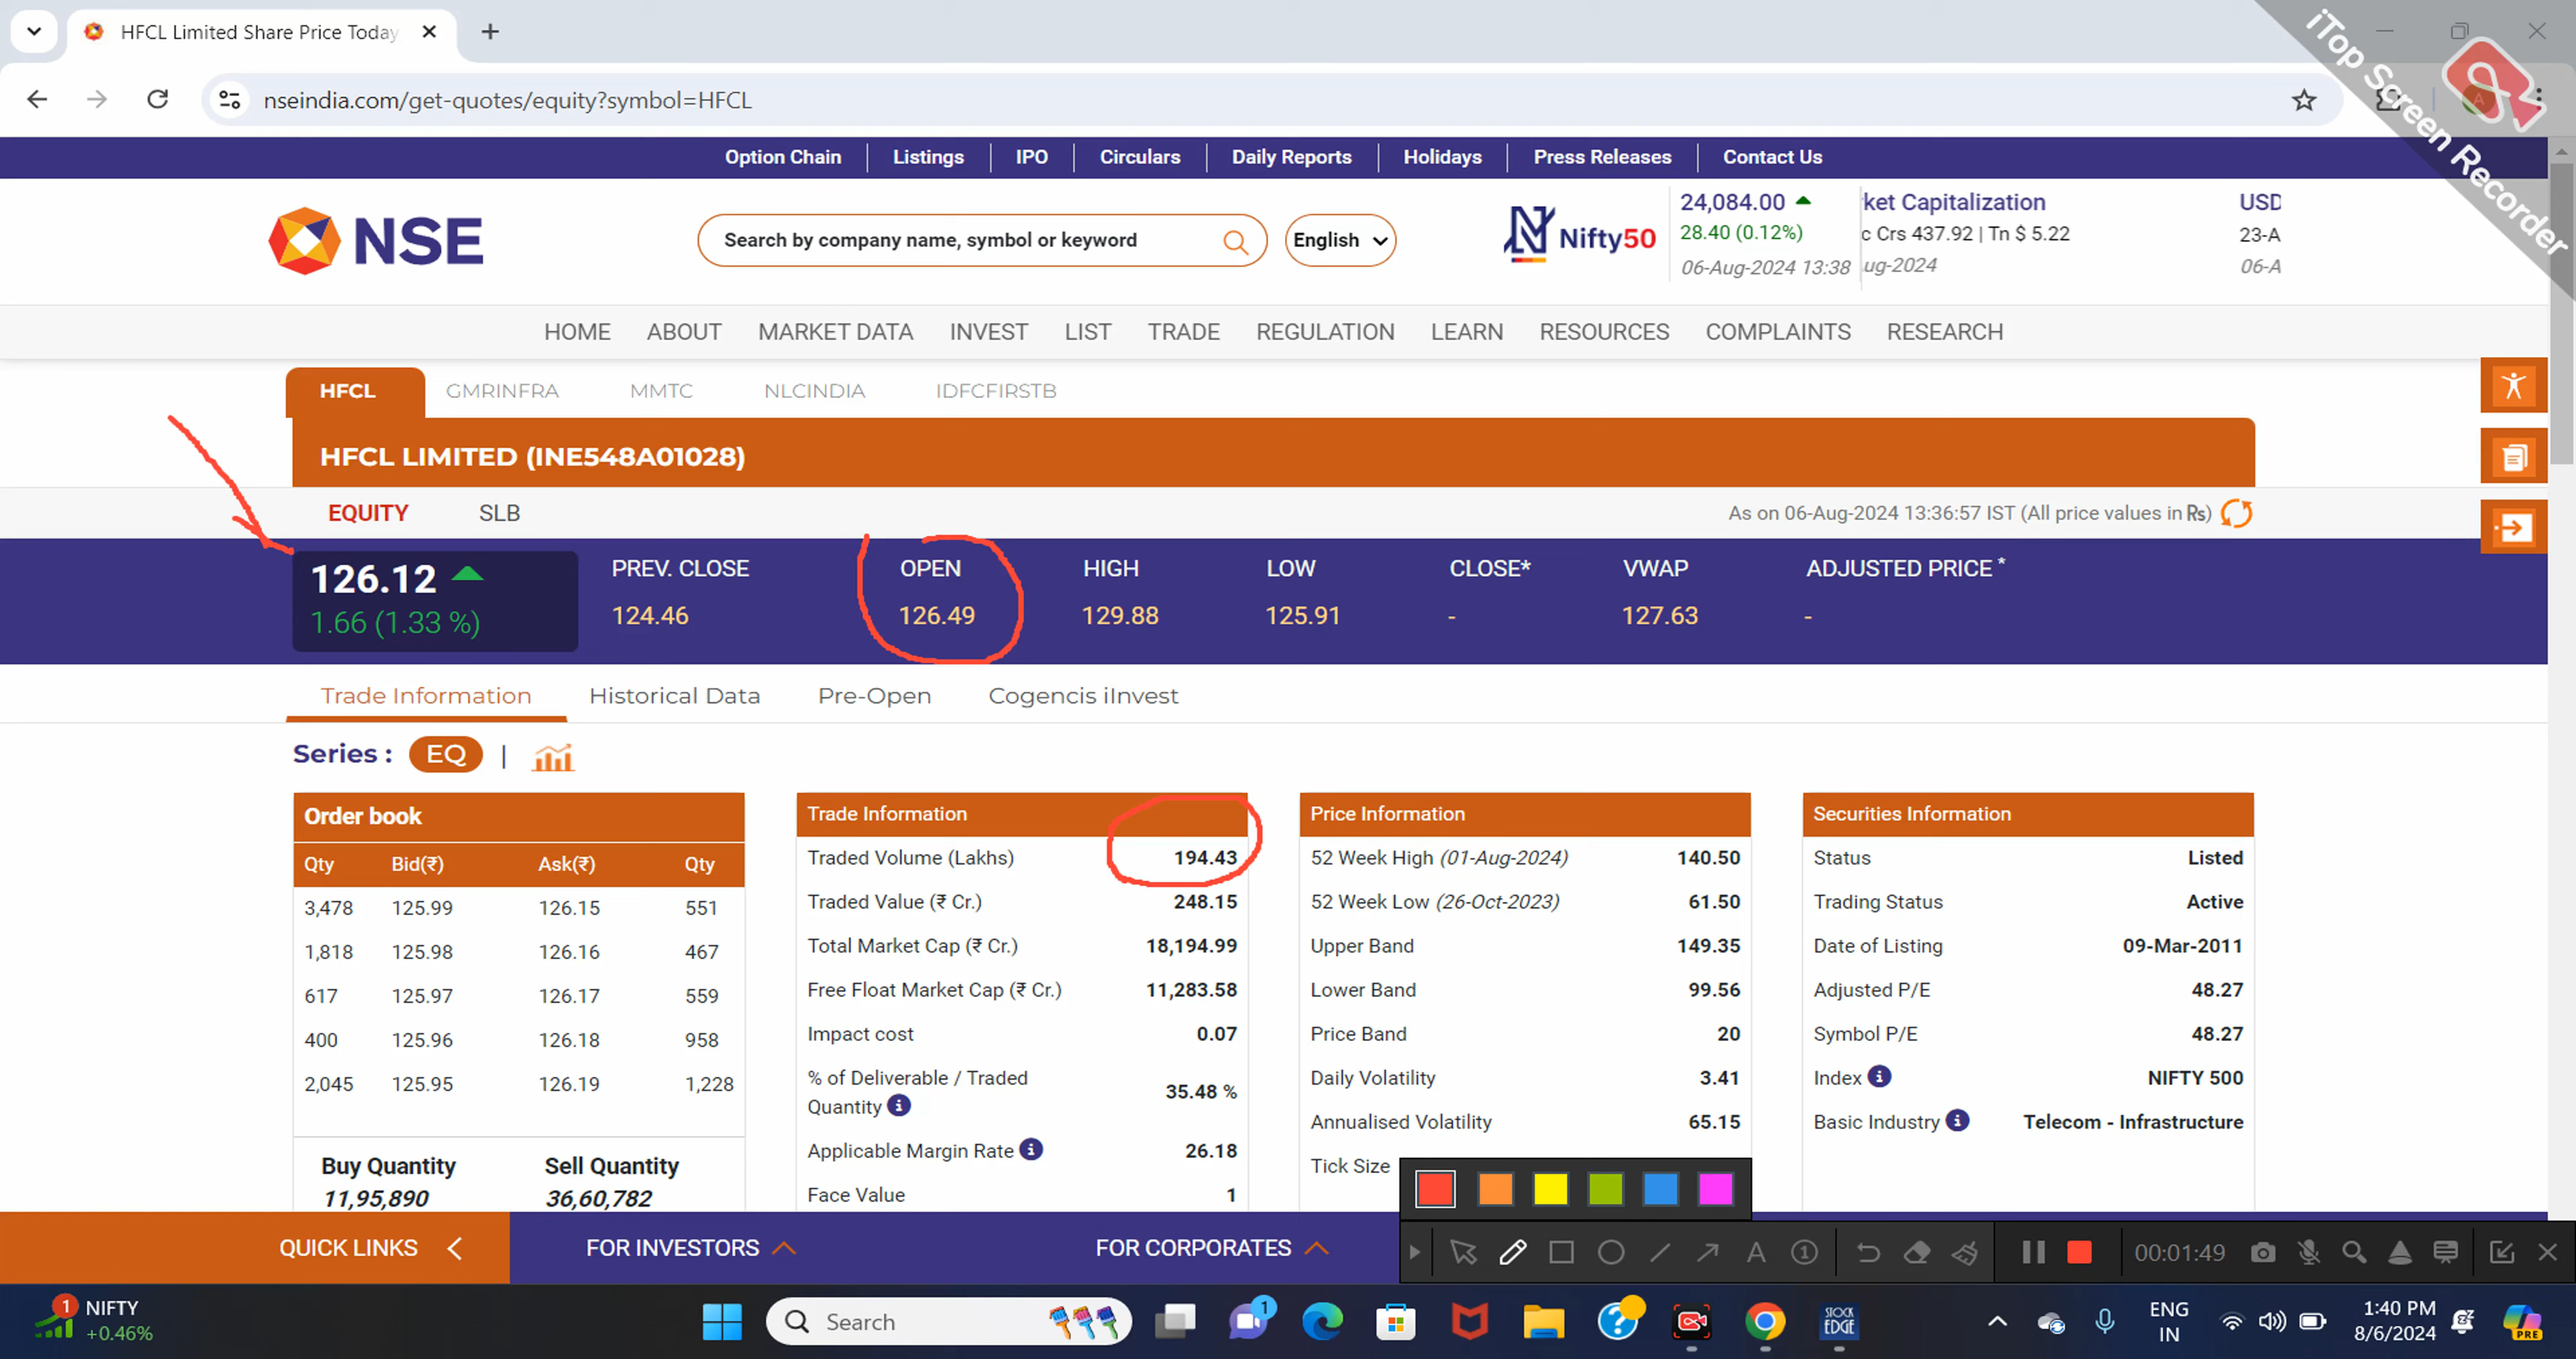 HFCL Limited Share Price Today
nseindia.com/get-quotes/equity?symbol=HFCL
iTop Screen Recorder
Option Chain | Listings | IPO | Circulars | Daily Reports | Holidays | Press Releases | Contact Us
NSE
Search by company name, symbol or keyword
English
Nifty50
24,084.00
28.40 (0.12%)
06-Aug-2024 13:38
ket Capitalization
c Crs 437.92 | Tn $ 5.22
ug-2024
USD
23-A
06-A
HOME ABOUT MARKET DATA INVEST LIST TRADE REGULATION LEARN RESOURCES COMPLAINTS RESEARCH
HFCL GMRINFRA MMTC NLCINDIA IDFCFIRSTB
HFCL LIMITED (INE548A01028)
EQUITY SLB
As on 06-Aug-2024 13:36:57 IST (All price values in Rs)
126.12
1.66 (1.33 %)
PREV. CLOSE OPEN HIGH LOW CLOSE* VWAP ADJUSTED PRICE *
124.46 126.49 129.88 125.91 - 127.63 -
Trade Information Historical Data Pre-Open Cogencis iInvest
Series : EQ |
Order book
Qty Bid(₹) Ask(₹) Qty
3,478 125.99 126.15 551
1,818 125.98 126.16 467
617 125.97 126.17 559
400 125.96 126.18 958
2,045 125.95 126.19 1,228
Buy Quantity Sell Quantity
11,95,890 36,60,782
Trade Information
Traded Volume (Lakhs) 194.43
Traded Value (₹ Cr.) 248.15
Total Market Cap (₹ Cr.) 18,194.99
Free Float Market Cap (₹ Cr.) 11,283.58
Impact cost 0.07
% of Deliverable / Traded
Quantity i 35.48 %
Applicable Margin Rate i 26.18
Face Value 1
Price Information
52 Week High (01-Aug-2024) 140.50
52 Week Low (26-Oct-2023) 61.50
Upper Band 149.35
Lower Band 99.56
Price Band 20
Daily Volatility 3.41
Annualised Volatility 65.15
Tick Size
Securities Information
Status Listed
Trading Status Active
Date of Listing 09-Mar-2011
Adjusted P/E 48.27
Symbol P/E 48.27
Index i NIFTY 500
Basic Industry i Telecom - Infrastructure
QUICK LINKS FOR INVESTORS FOR CORPORATES
A 1 00:01:49
1 NIFTY
+0.46%
Search
1
STOCK
EDGE
ENG
IN
1:40 PM
8/6/2024
PRE